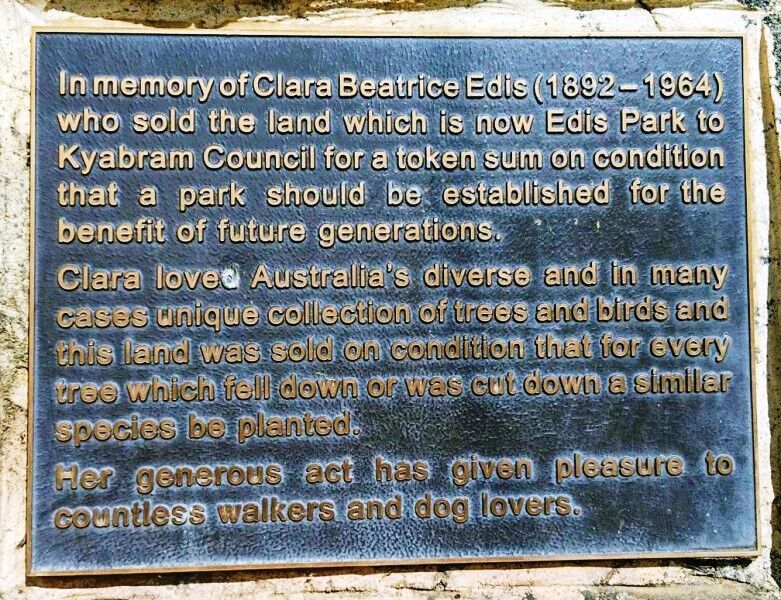 In memory of Clara Beatrice Edis (1892 – 1964)
who sold the land which is now Edis Park to
Kyabram Council for a token sum on condition
that a park should be established for the
benefit of future generations.
Clara loved Australia's diverse and in many
cases unique collection of trees and birds and
this land was sold on condition that for every
tree which fell down or was cut down a similar
species be planted.
Her generous act has given pleasure to
countless walkers and dog lovers.